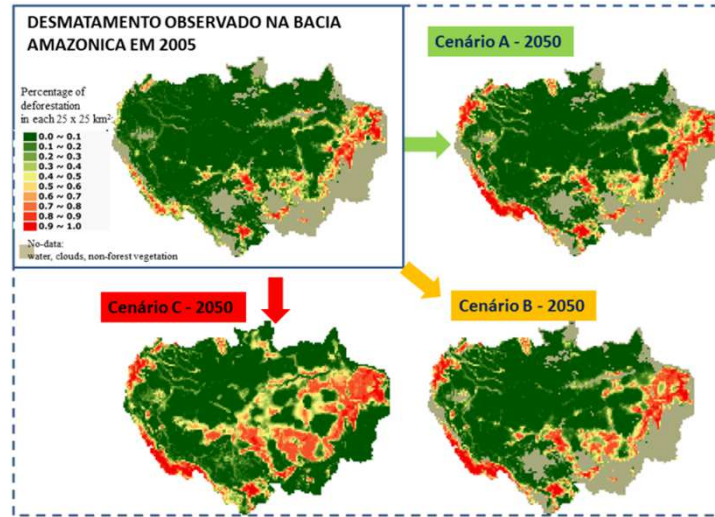 DESMATAMENTO OBSERVADO NA BACIA
AMAZONICA EM 2005
Cenário A - 2050
Percentage of
deforestation
in each 25 x 25 km²:
0.0 ~ 0.1
0.1 ~ 0.2
0.2 ~ 0.3
0.3 ~ 0.4
0.4 ~ 0.5
0.5 ~ 0.6
0.6 ~ 0.7
0.7 ~ 0.8
0.8 ~ 0.9
0.9 ~ 1.0
No-data:
water, clouds, non-forest vegetation
Cenário C - 2050
Cenário B - 2050